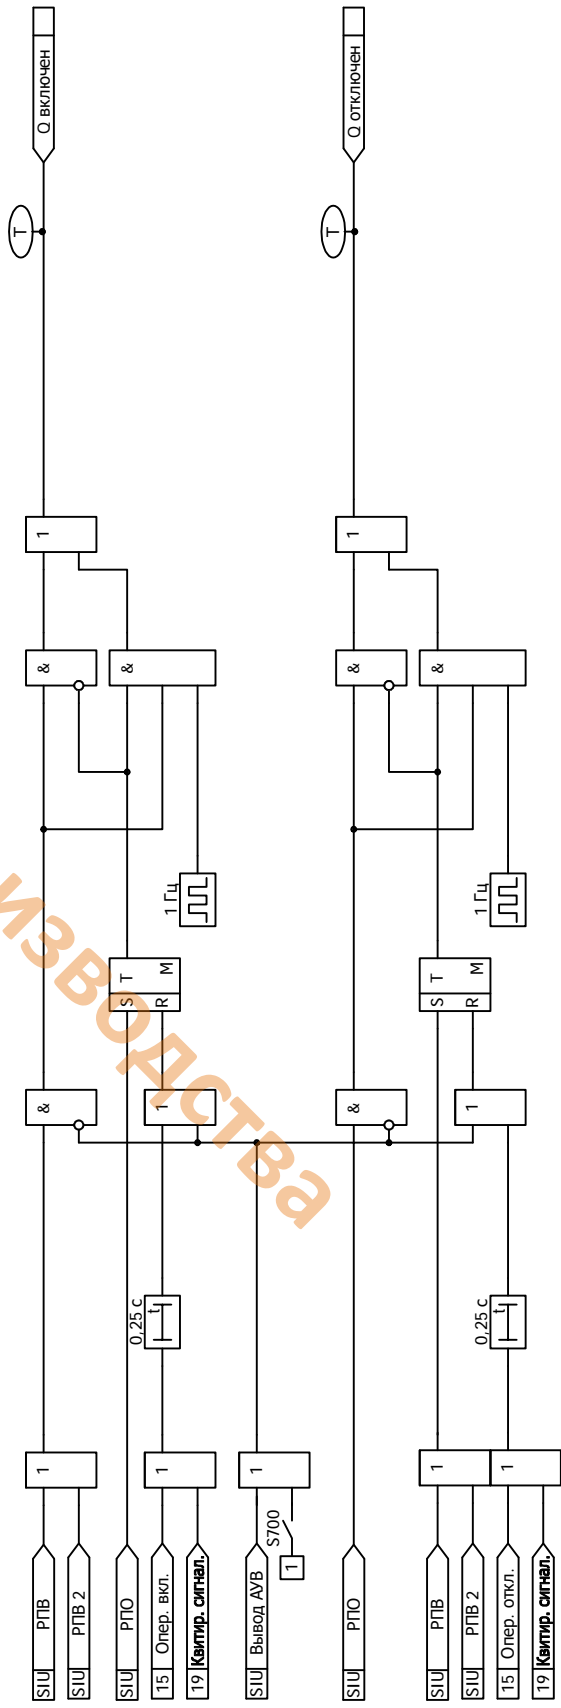 Q включен
Q отключен
T
T
1
1
&
&
&
&
1 Гц
1 Гц
S T
R M
S T
R M
&
1
&
1
0,25 с
t
0,25 с
t
1
1
1
S700
1
1
1
SIU РПВ
SIU РПВ 2
SIU РПО
15 Опер. вкл.
19 Квитир. сигнал.
SIU Вывод АУВ
SIU РПО
SIU РПВ
SIU РПВ 2
15 Опер. откл.
19 Квитир. сигнал.
изводства